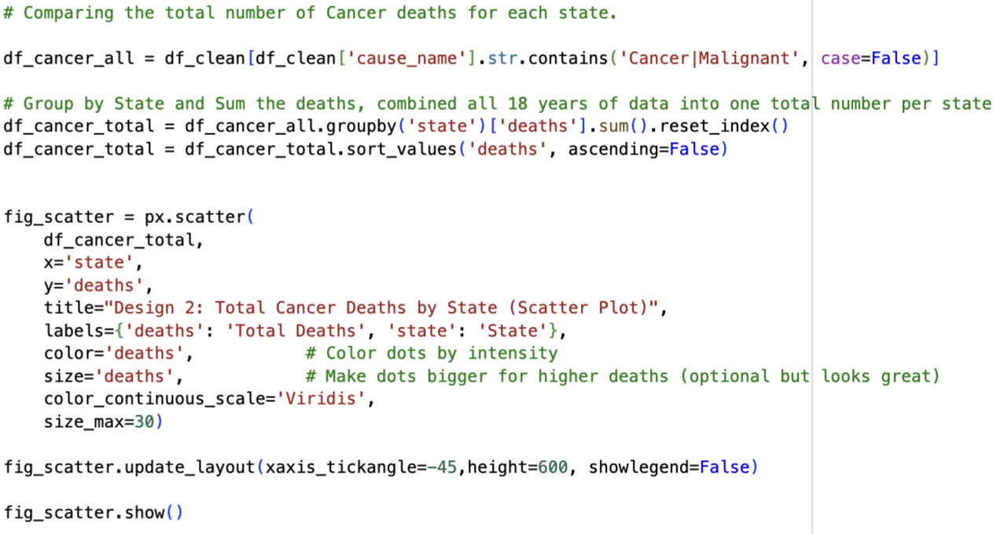 # Comparing the total number of Cancer deaths for each state.
df_cancer_all = df_clean[df_clean['cause_name'].str.contains('Cancer|Malignant', case=False)]
# Group by State and Sum the deaths, combined all 18 years of data into one total number per state
df_cancer_total = df_cancer_all.groupby('state')['deaths'].sum().reset_index()
df_cancer_total = df_cancer_total.sort_values('deaths', ascending=False)
fig_scatter = px.scatter(
    df_cancer_total,
    x='state',
    y='deaths',
    title="Design 2: Total Cancer Deaths by State (Scatter Plot)",
    labels={'deaths': 'Total Deaths', 'state': 'State'},
    color='deaths',           # Color dots by intensity
    size='deaths',            # Make dots bigger for higher deaths (optional but looks great)
    color_continuous_scale='Viridis',
    size_max=30)
fig_scatter.update_layout(xaxis_tickangle=-45,height=600, showlegend=False)
fig_scatter.show()